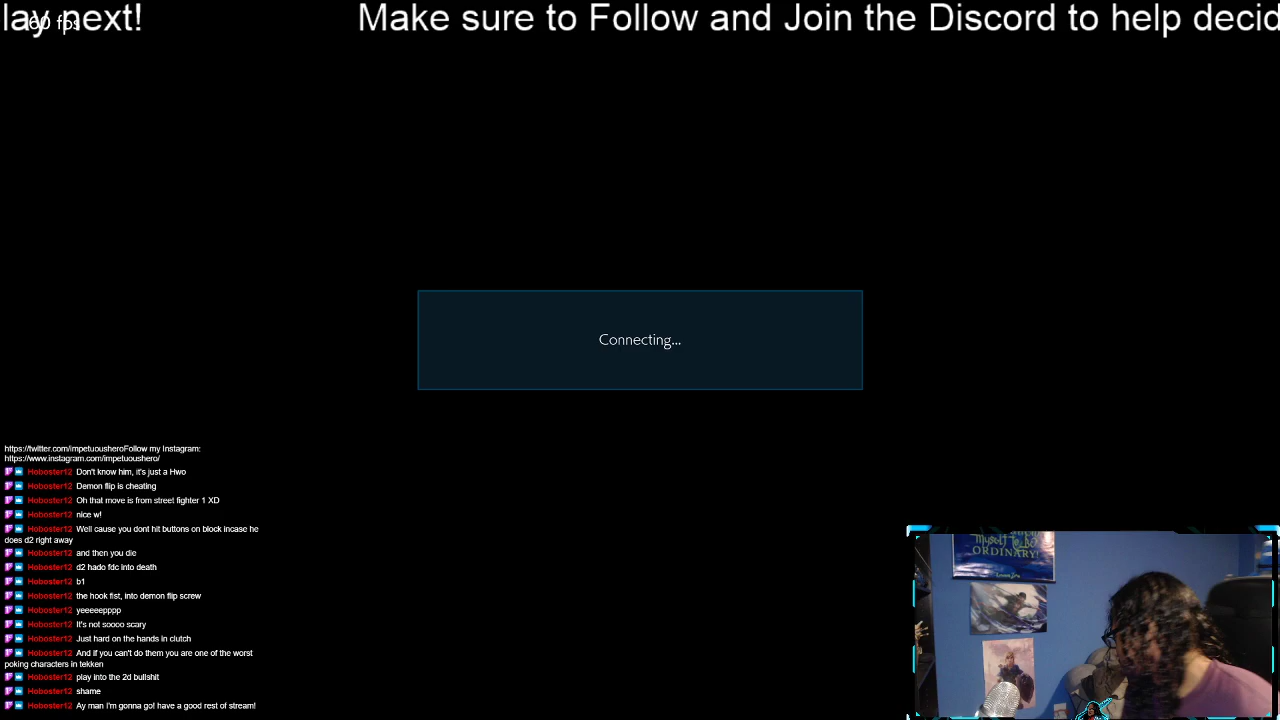 lay next! Make sure to Follow and Join the Discord to help decid
60 fps
Connecting...
https://twitter.com/impetuousheroFollow my Instagram:
https://www.instagram.com/impetuoushero/
Hoboster12 Don't know him, it's just a Hwo
Hoboster12 Demon flip is cheating
Hoboster12 Oh that move is from street fighter 1 XD
Hoboster12 nice w!
Hoboster12 Well cause you dont hit buttons on block incase he
does d2 right away
Hoboster12 and then you die
Hoboster12 d2 hado fdc into death
Hoboster12 b1
Hoboster12 the hook fist, into demon flip screw
Hoboster12 yeeeeepppp
Hoboster12 It's not soooo scary
Hoboster12 Just hard on the hands in clutch
Hoboster12 And if you can't do them you are one of the worst
poking characters in tekken
Hoboster12 play into the 2d bullshit
Hoboster12 shame
Hoboster12 Ay man I'm gonna go! have a good rest of stream!
ORDINARY!